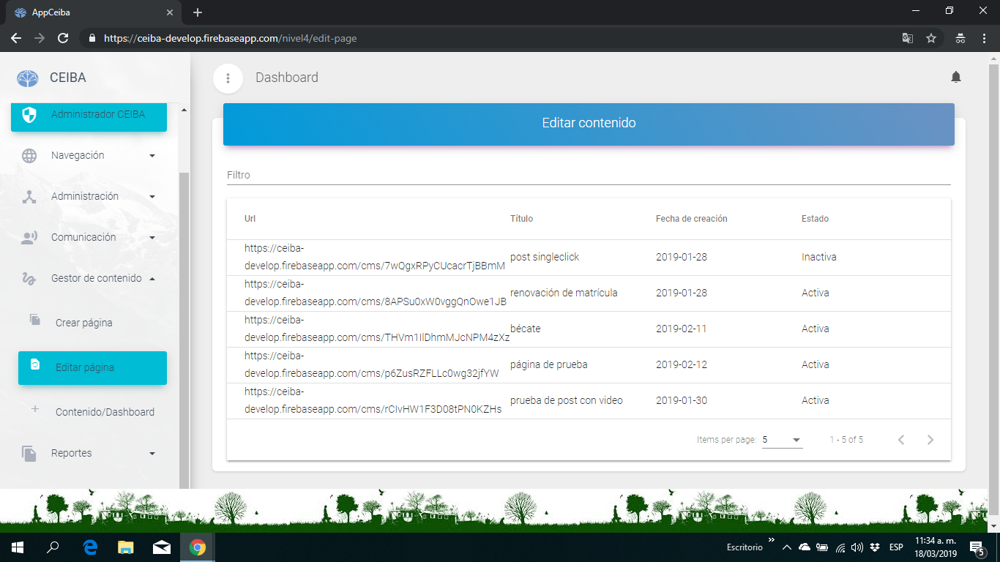 AppCeiba
https://ceiba-develop.firebaseapp.com/nivel4/edit-page
CEIBA
Dashboard
Administrador CEIBA
Editar contenido
Navegación
Filtro
Administración
Comunicación
Gestor de contenido
Crear página
Editar página
Contenido/Dashboard
Reportes
Url Título Fecha de creación Estado
https://ceiba-
develop.firebaseapp.com/cms/7wQgxRPyCUcacrTjBBmM post singleclick 2019-01-28 Inactiva
https://ceiba-
develop.firebaseapp.com/cms/8APSu0xW0vggQnOwe1JB renovación de matrícula 2019-01-28 Activa
https://ceiba-
develop.firebaseapp.com/cms/THVm1IlDhmMJcNPM4zXz bécate 2019-02-11 Activa
https://ceiba-
develop.firebaseapp.com/cms/p6ZusRZFLLc0wg32jfYW página de prueba 2019-02-12 Activa
https://ceiba-
develop.firebaseapp.com/cms/rCIvHW1F3D08tPN0KZHs prueba de post con video 2019-01-30 Activa
Items per page: 5 1 - 5 of 5
Escritorio ESP 11:34 a. m.
18/03/2019
5